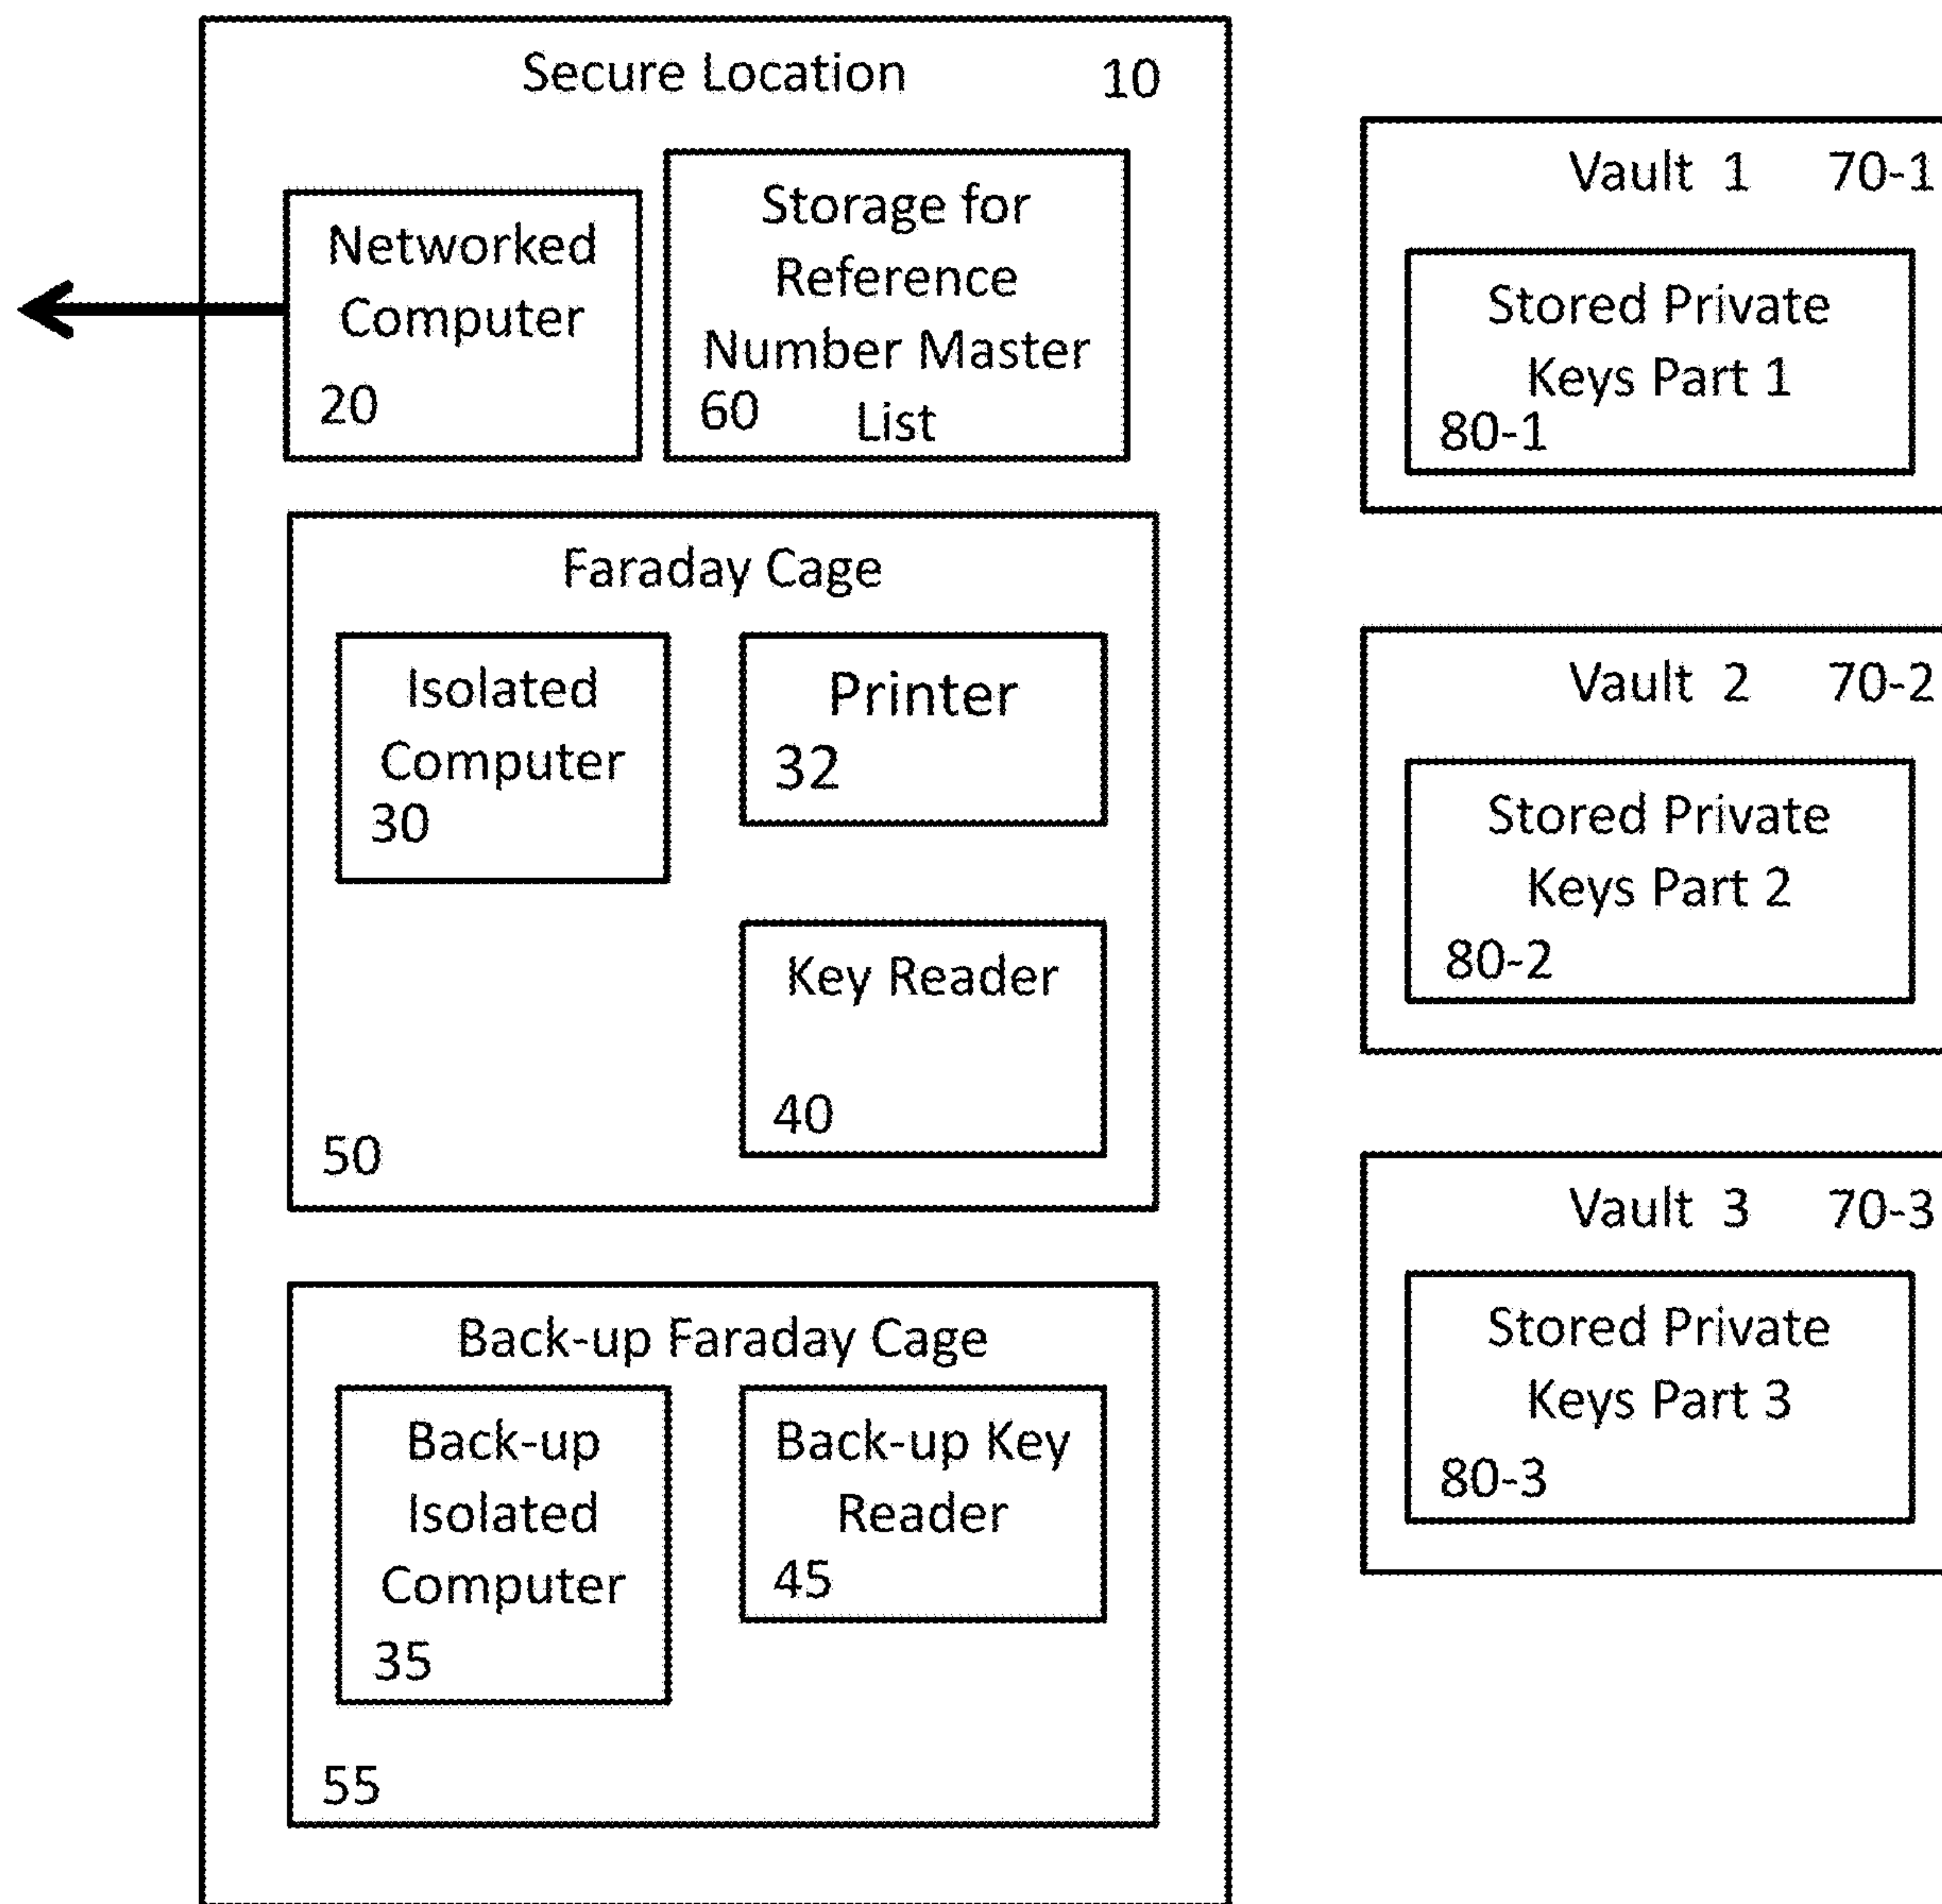 Secure Location 10
Networked
Computer
20
Storage for
Reference
Number Master
60 List
Faraday Cage
Isolated
Computer
30
Printer
32
Key Reader
40
50
Back-up Faraday Cage
Back-up
Isolated
Computer
35
Back-up Key
Reader
45
55
Vault 1 70-1
Stored Private
Keys Part 1
80-1
Vault 2 70-2
Stored Private
Keys Part 2
80-2
Vault 3 70-3
Stored Private
Keys Part 3
80-3